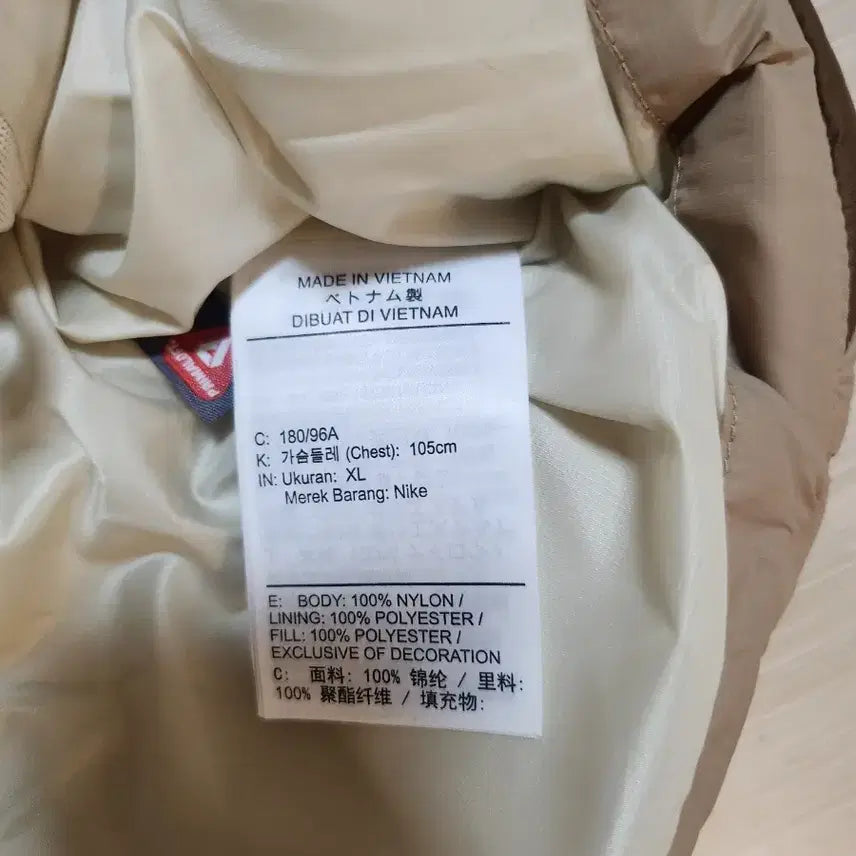 MADE IN VIETNAM
ベトナム製
DIBUAT DI VIETNAM
PRIMALOFT
C: 180/96A
K: 가슴둘레 (Chest): 105cm
IN: Ukuran: XL
Merek Barang: Nike
E: BODY: 100% NYLON /
LINING: 100% POLYESTER /
FILL: 100% POLYESTER /
EXCLUSIVE OF DECORATION
C: 面料: 100% 锦纶 / 里料:
100% 聚酯纤维 / 填充物: